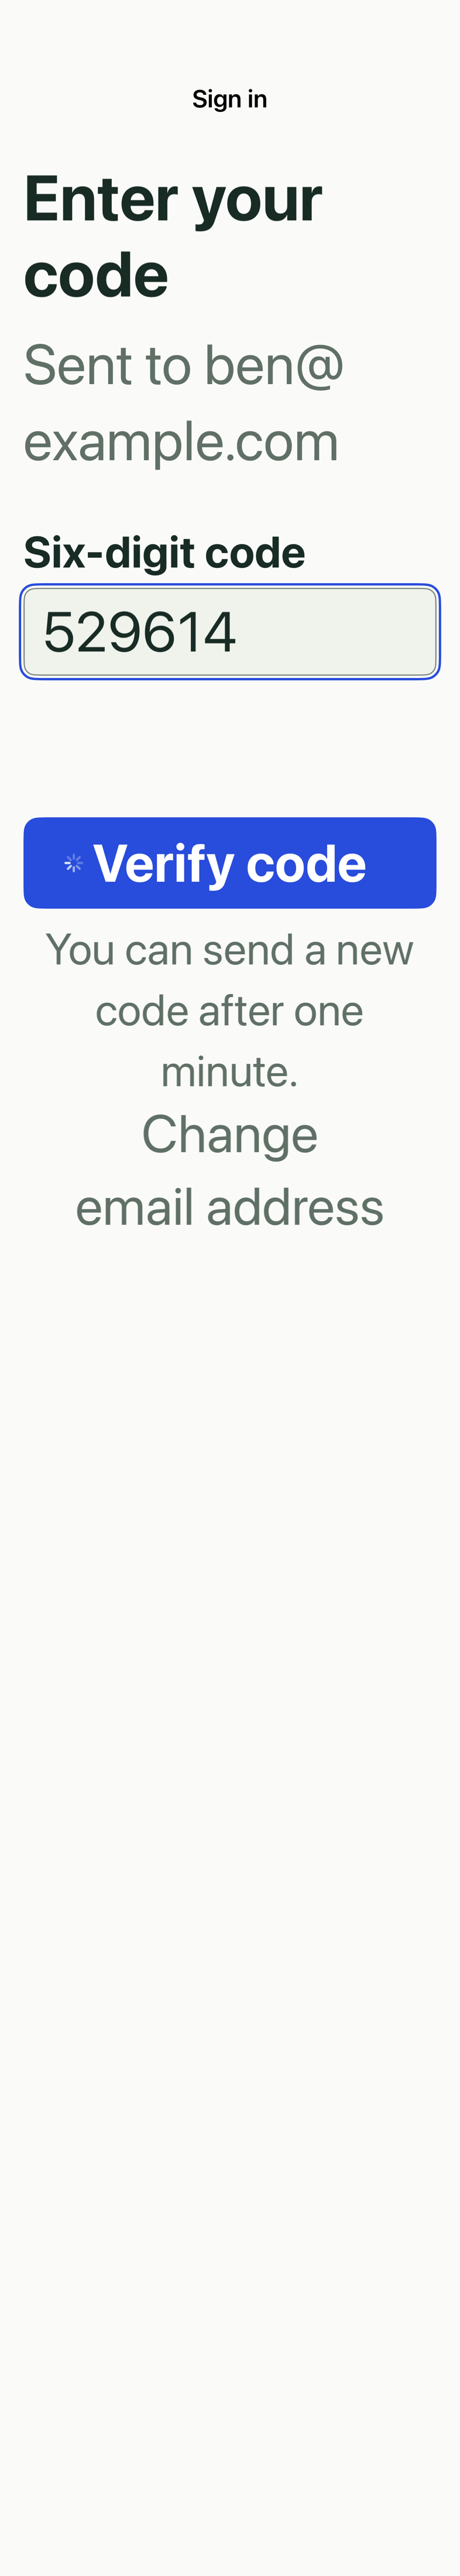 Sign in
Enter your
code
Sent to ben@
example.com
Six-digit code
529614
Verify code
You can send a new
code after one
minute.
Change
email address